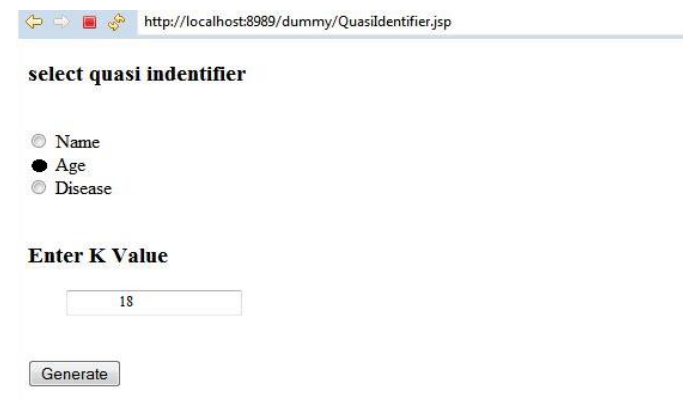 http://localhost:8989/dummy/QuasiIdentifier.jsp
select quasi indentifier
Name
Age
Disease
Enter K Value
18
Generate